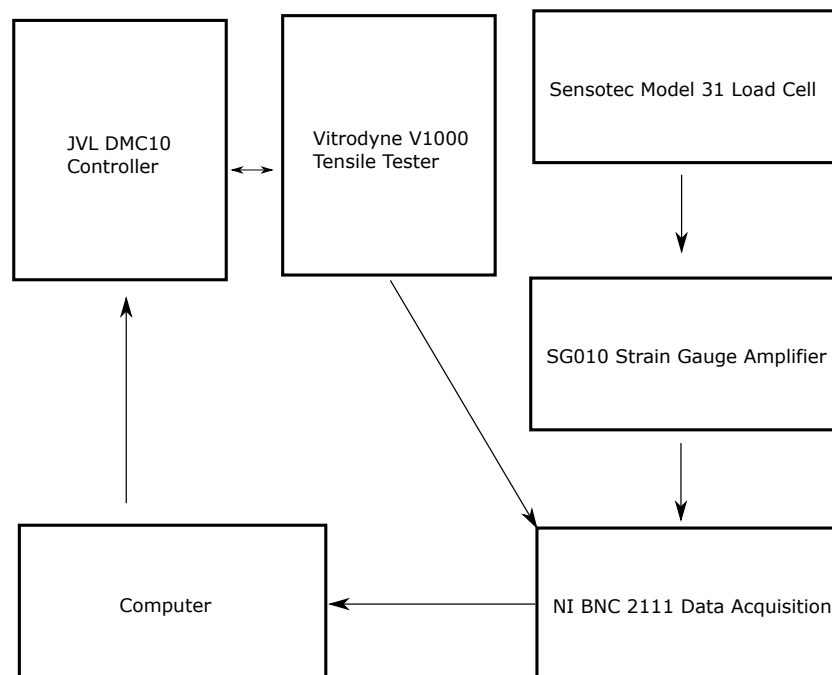 JVL DMC10
Controller
Vitrodyne V1000
Tensile Tester
Sensotec Model 31 Load Cell
SG010 Strain Gauge Amplifier
Computer
NI BNC 2111 Data Acquisition